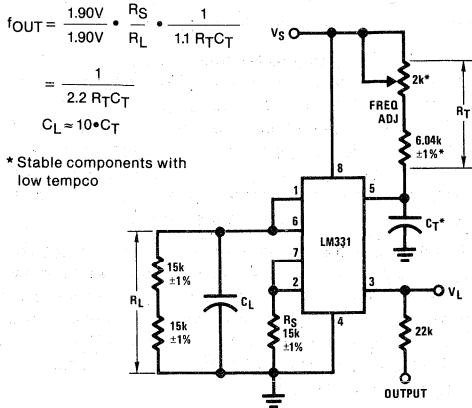 fOUT = 1.90V / 1.90V • RS / RL • 1 / 1.1 RTCT
= 1 / 2.2 RTCT
CL ≈ 10•CT
* Stable components with
low tempco
VS
2k*
FREQ
ADJ
RT
6.04k
±1%*
8
1
5
6
CT*
7
LM331
2
3
VL
4
RL
15k
±1%
CL
RS
15k
±1%
15k
±1%
22k
OUTPUT